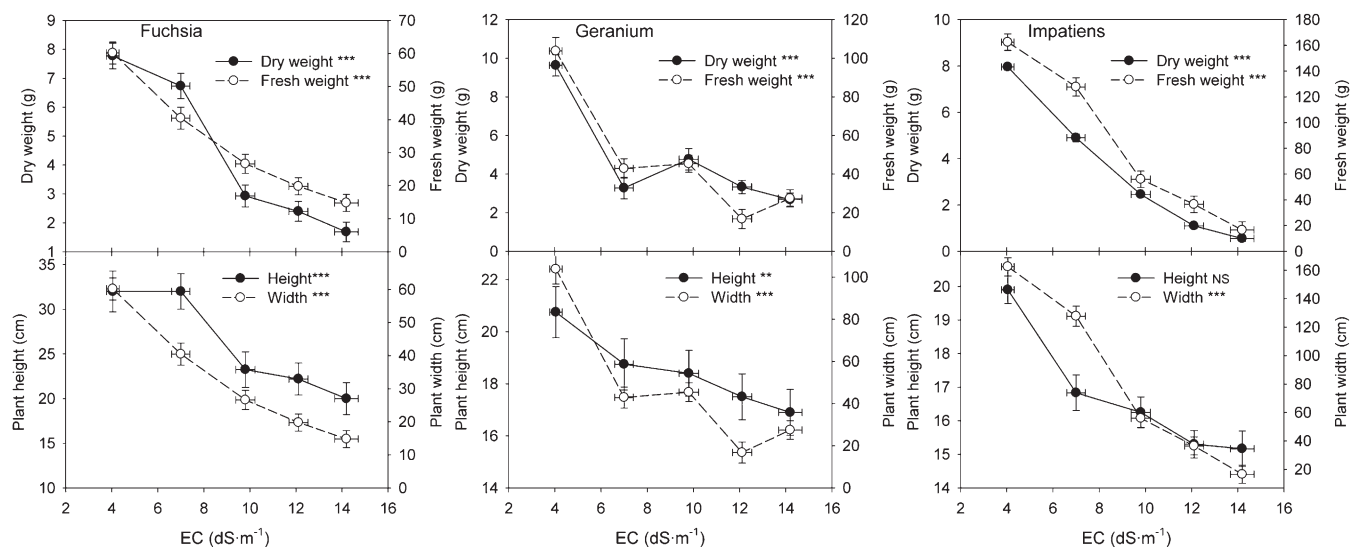 Fuchsia
Dry weight ***
Fresh weight ***
Dry weight (g)
9
8
7
6
5
4
3
2
1
Fresh weight (g)
70
60
50
40
30
20
10
0
Geranium
Dry weight ***
Fresh weight ***
Dry weight (g)
12
10
8
6
4
2
0
Fresh weight (g)
120
100
80
60
40
20
0
Impatiens
Dry weight ***
Fresh weight ***
Dry weight (g)
10
8
6
4
2
0
Fresh weight (g)
180
160
140
120
100
80
60
40
20
0
Height***
Width ***
Plant height (cm)
35
30
25
20
15
10
Plant width (cm)
60
50
40
30
20
10
0
2 4 6 8 10 12 14 16
EC (dS·m-1)
Height **
Width ***
Plant height (cm)
22
20
18
16
14
Plant width (cm)
100
80
60
40
20
0
2 4 6 8 10 12 14 16
EC (dS·m-1)
Height NS
Width ***
Plant height (cm)
21
20
19
18
17
16
15
14
Plant width (cm)
160
140
120
100
80
60
40
20
2 4 6 8 10 12 14 16
EC (dS·m-1)